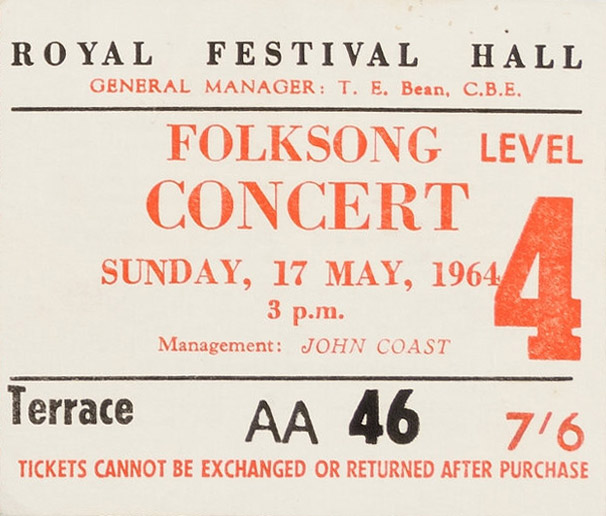 ROYAL FESTIVAL HALL
GENERAL MANAGER: T. E. Bean, C.B.E.
FOLKSONG
CONCERT
LEVEL
4
SUNDAY, 17 MAY, 1964
3 p.m.
Management: JOHN COAST
Terrace
AA 46
7'6
TICKETS CANNOT BE EXCHANGED OR RETURNED AFTER PURCHASE